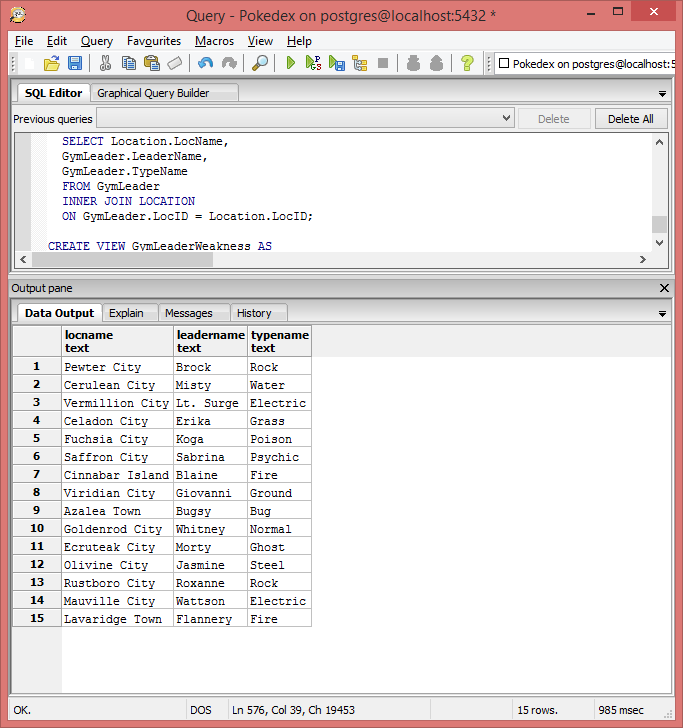 Query - Pokedex on postgres@localhost:5432 *
File Edit Query Favourites Macros View Help
Pokedex on postgres@localhost:5
SQL Editor Graphical Query Builder
Previous queries Delete Delete All
SELECT Location.LocName,
GymLeader.LeaderName,
GymLeader.TypeName
FROM GymLeader
INNER JOIN LOCATION
ON GymLeader.LocID = Location.LocID;
CREATE VIEW GymLeaderWeakness AS
Output pane
Data Output Explain Messages History
locname leadername typename
text text text
1 Pewter City Brock Rock
2 Cerulean City Misty Water
3 Vermillion City Lt. Surge Electric
4 Celadon City Erika Grass
5 Fuchsia City Koga Poison
6 Saffron City Sabrina Psychic
7 Cinnabar Island Blaine Fire
8 Viridian City Giovanni Ground
9 Azalea Town Bugsy Bug
10 Goldenrod City Whitney Normal
11 Ecruteak City Morty Ghost
12 Olivine City Jasmine Steel
13 Rustboro City Roxanne Rock
14 Mauville City Wattson Electric
15 Lavaridge Town Flannery Fire
OK. DOS Ln 576, Col 39, Ch 19453 15 rows. 985 msec